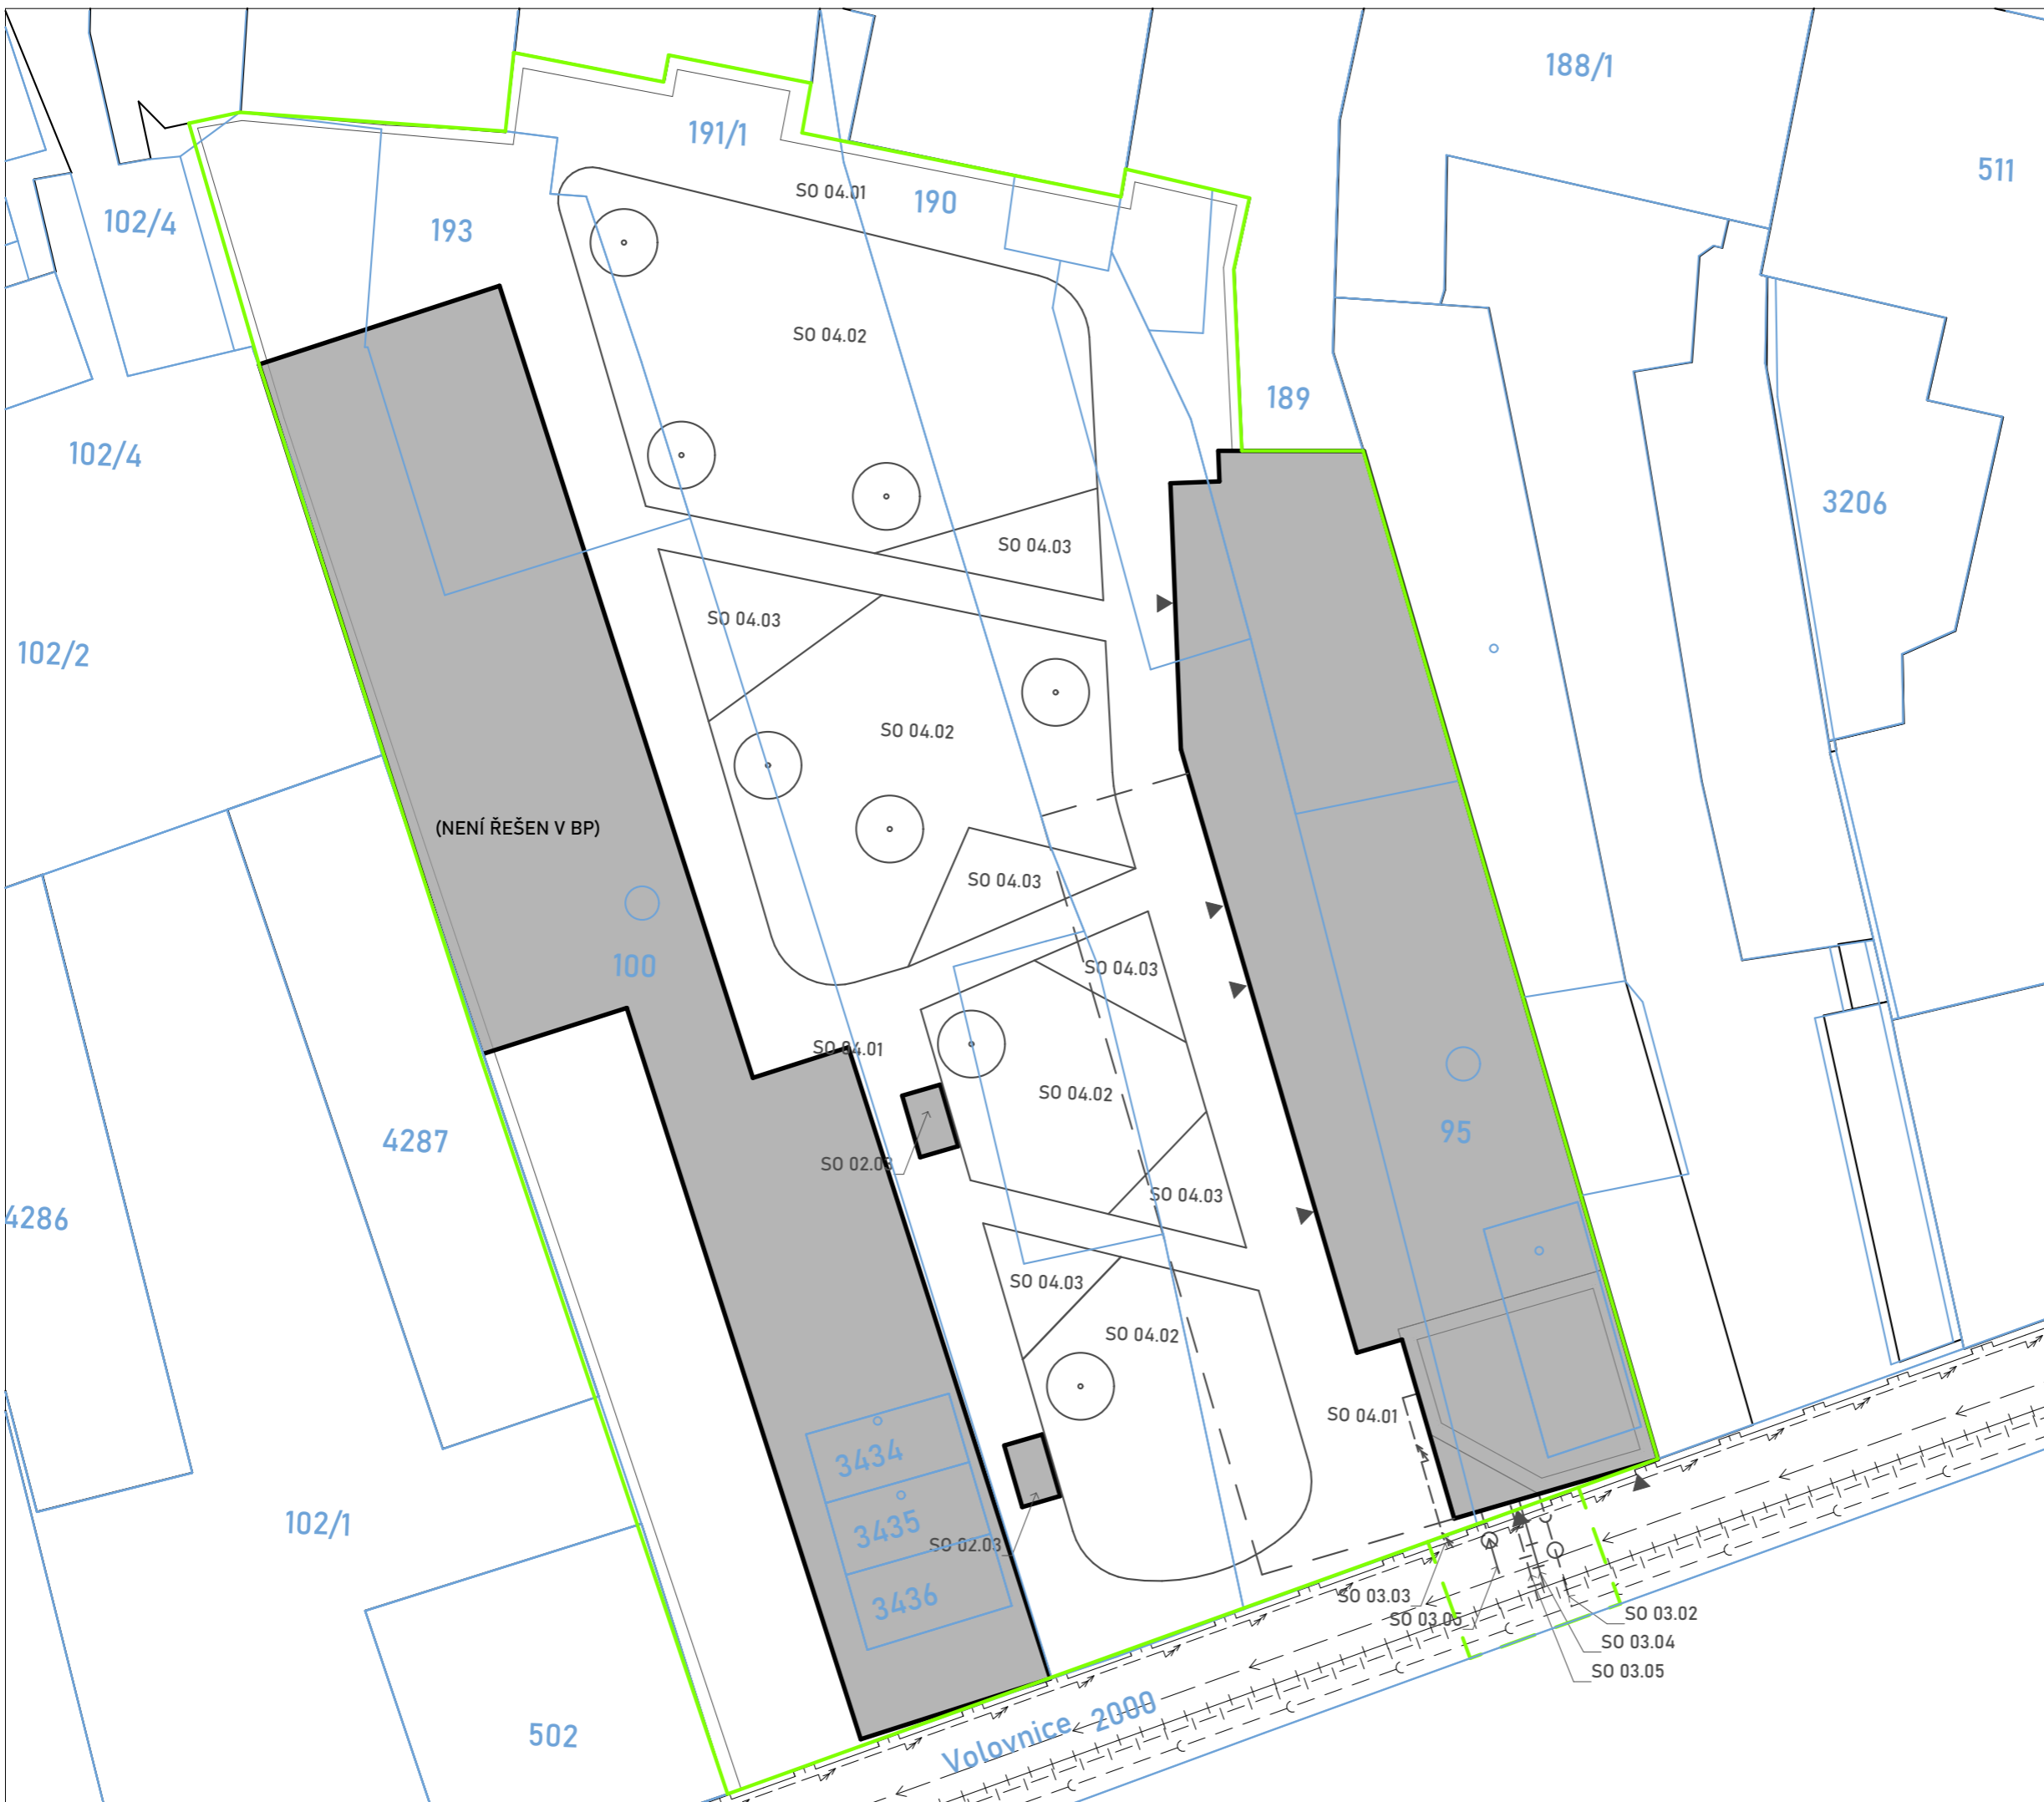 188/1
191/1
511
SO 04.01
190
102/4
193
SO 04.02
189
102/4
3206
SO 04.03
SO 04.03
102/2
SO 04.02
(NENÍ ŘEŠEN V BP)
SO 04.03
100
SO 04.03
SO 04.01
SO 04.02
95
4287
SO 02.03
SO 04.03
4286
SO 04.03
SO 04.02
SO 04.01
3434
3435
102/1
SO 02.03
3436
SO 03.03
SO 03.05
SO 03.02
SO 03.04
SO 03.05
Volovnice 2000
502